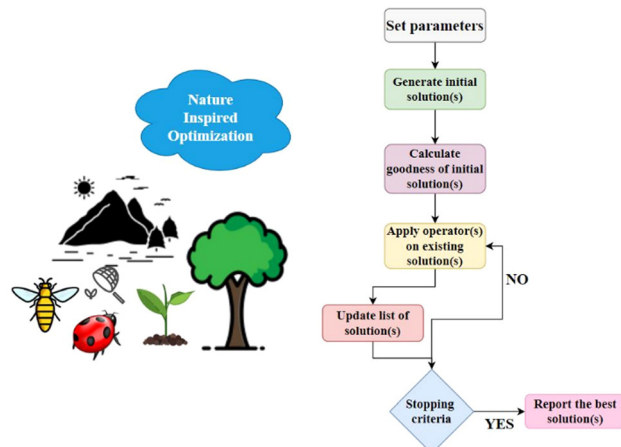 Nature
Inspired
Optimization
Set parameters
Generate initial
solution(s)
Calculate
goodness of initial
solution(s)
Apply operator(s)
on existing
solution(s)
NO
Update list of
solution(s)
Stopping
criteria
YES
Report the best
solution(s)